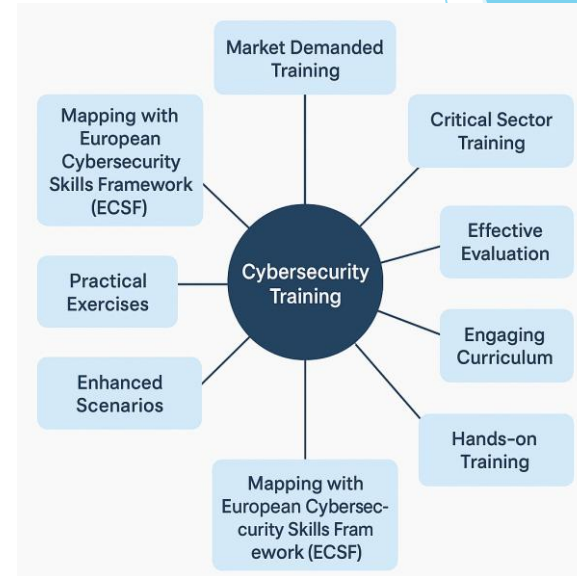 Market Demanded
Training
Mapping with
European
Cybersecurity
Skills Framework
(ECSF)
Critical Sector
Training
Effective
Evaluation
Cybersecurity
Training
Practical
Exercises
Engaging
Curriculum
Enhanced
Scenarios
Hands-on
Training
Mapping with
European Cybersec-
curity Skills Fram
ework (ECSF)